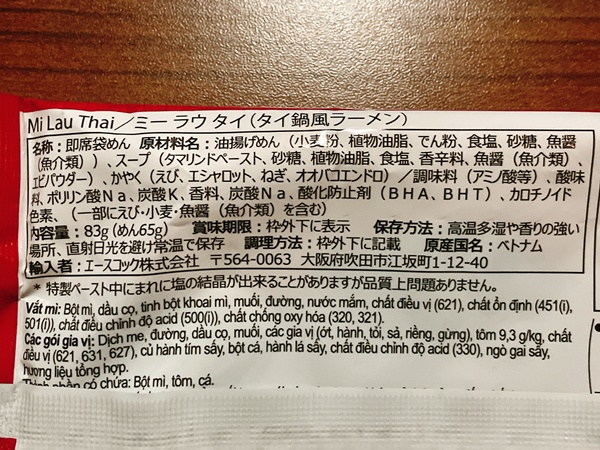 Mi Lau Thai／ミー ラウ タイ（タイ鍋風ラーメン）
名称：即席袋めん 原材料名：油揚げめん（小麦粉、植物油脂、でん粉、食塩、砂糖、魚醤
（魚介類））、スープ（タマリンドペースト、砂糖、植物油脂、食塩、香辛料、魚醤（魚介類）、
エビパウダー）、かやく（えび、エシャロット、ねぎ、オオバコエンドロ）／調味料（アミノ酸等）、酸味
料、ポリリン酸Na、炭酸K、香料、炭酸Na、酸化防止剤（BHA、BHT）、カロチノイド
色素、（一部にえび・小麦・魚醤（魚介類）を含む）
内容量：83g（めん65g） 賞味期限：枠外下に表示 保存方法：高温多湿や香りの強い
場所、直射日光を避け常温で保存 調理方法：枠外下に記載 原産国名：ベトナム
輸入者：エースコック株式会社 〒564-0063 大阪府吹田市江坂町1-12-40
* 特製ペースト中にまれに塩の結晶が出来ることがありますが品質上問題ありません。
Vắt mì: Bột mì, dầu cọ, tinh bột khoai mì, muối, đường, nước mắm, chất điều vị (621), chất ổn định (451(i),
501(i)), chất điều chỉnh độ acid (500(i)), chất chống oxy hóa (320, 321).
Các gói gia vị: Dịch me, đường, dầu cọ, muối, các gia vị (ớt, hành, tỏi, sả, riềng, gừng), tôm 9,3 g/kg, chất
điều vị (621, 631, 627), củ hành tím sấy, bột cá, hành lá sấy, chất điều chỉnh độ acid (330), ngò gai sấy,
hương liệu tổng hợp.
Thành phần có chứa: Bột mì, tôm, cá.